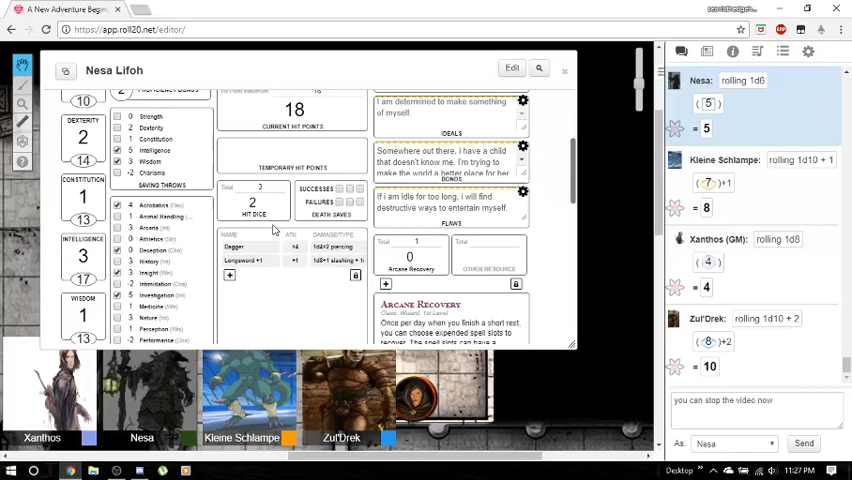 A New Adventure Begin
https://app.roll20.net/editor/
Nesa Lifoh
Edit
10
PROFICIENCY BONUS
DEXTERITY
2
14
CONSTITUTION
1
13
INTELLIGENCE
3
17
WISDOM
1
13
0 Strength
2 Dexterity
1 Constitution
5 Intelligence
3 Wisdom
-2 Charisma
SAVING THROWS
4 Acrobatics (Dex)
1 Animal Handling (...
3 Arcana (Int)
0 Athletics (Str)
0 Deception (Cha)
3 History (Int)
3 Insight (Wis)
-2 Intimidation (Cha)
5 Investigation (Int)
1 Medicine (Wis)
3 Nature (Int)
1 Perception (Wis)
-2 Performance (Cha)
Hit Point Maximum 18
18
CURRENT HIT POINTS
TEMPORARY HIT POINTS
Total 3
2
HIT DICE
SUCCESSES
FAILURES
DEATH SAVES
NAME ATK DAMAGE/TYPE
Dagger +4 1d4+2 piercing
Longsword +1 +1 1d8+1 slashing + 1
I am determined to make something
of myself.
IDEALS
Somewhere out there, i have a child
that doesn't know me. I'm trying to
make the world a better place for her
BONDS
If i am idle for too long, i will find
destructive ways to entertain myself.
FLAWS
Total 1
0
Arcane Recovery
Total
OTHER RESOURCE
ARCANE RECOVERY
Class: Wizard, 1st Level
Once per day when you finish a short rest,
you can choose expended spell slots to
recover. The spell slots can have a
Xanthos
Nesa
Kleine Schlampe
Zul'Drek
Nesa: rolling 1d6
(5)
= 5
Kleine Schlampe: rolling 1d10 + 1
(7)+1
= 8
Xanthos (GM): rolling 1d8
(4)
= 4
Zul'Drek: rolling 1d10 + 2
(8)+2
= 10
you can stop the video now
As: Nesa
Send
Desktop
11:27 PM